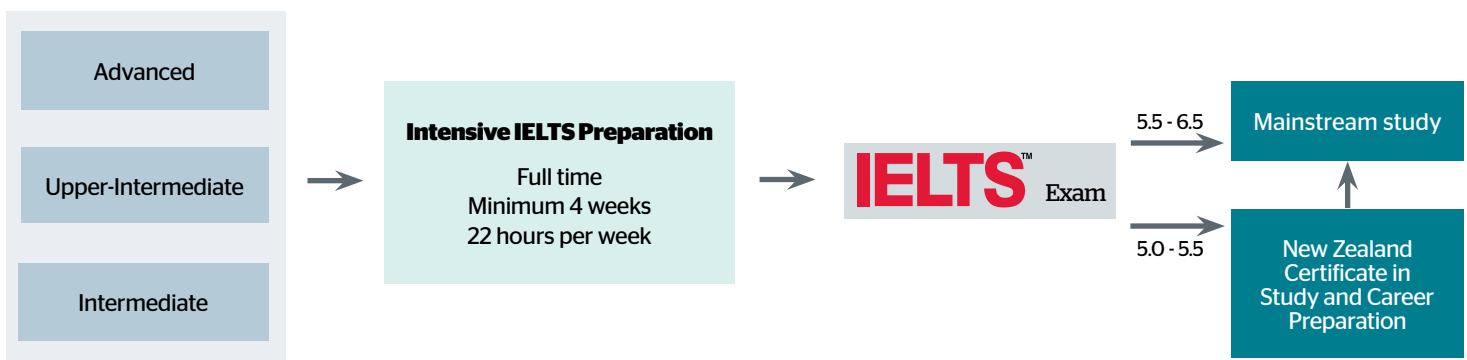 Advanced
Upper-Intermediate
Intermediate
Intensive IELTS Preparation
Full time
Minimum 4 weeks
22 hours per week
IELTS™ Exam
5.5 - 6.5
5.0 - 5.5
Mainstream study
New Zealand
Certificate in
Study and Career
Preparation